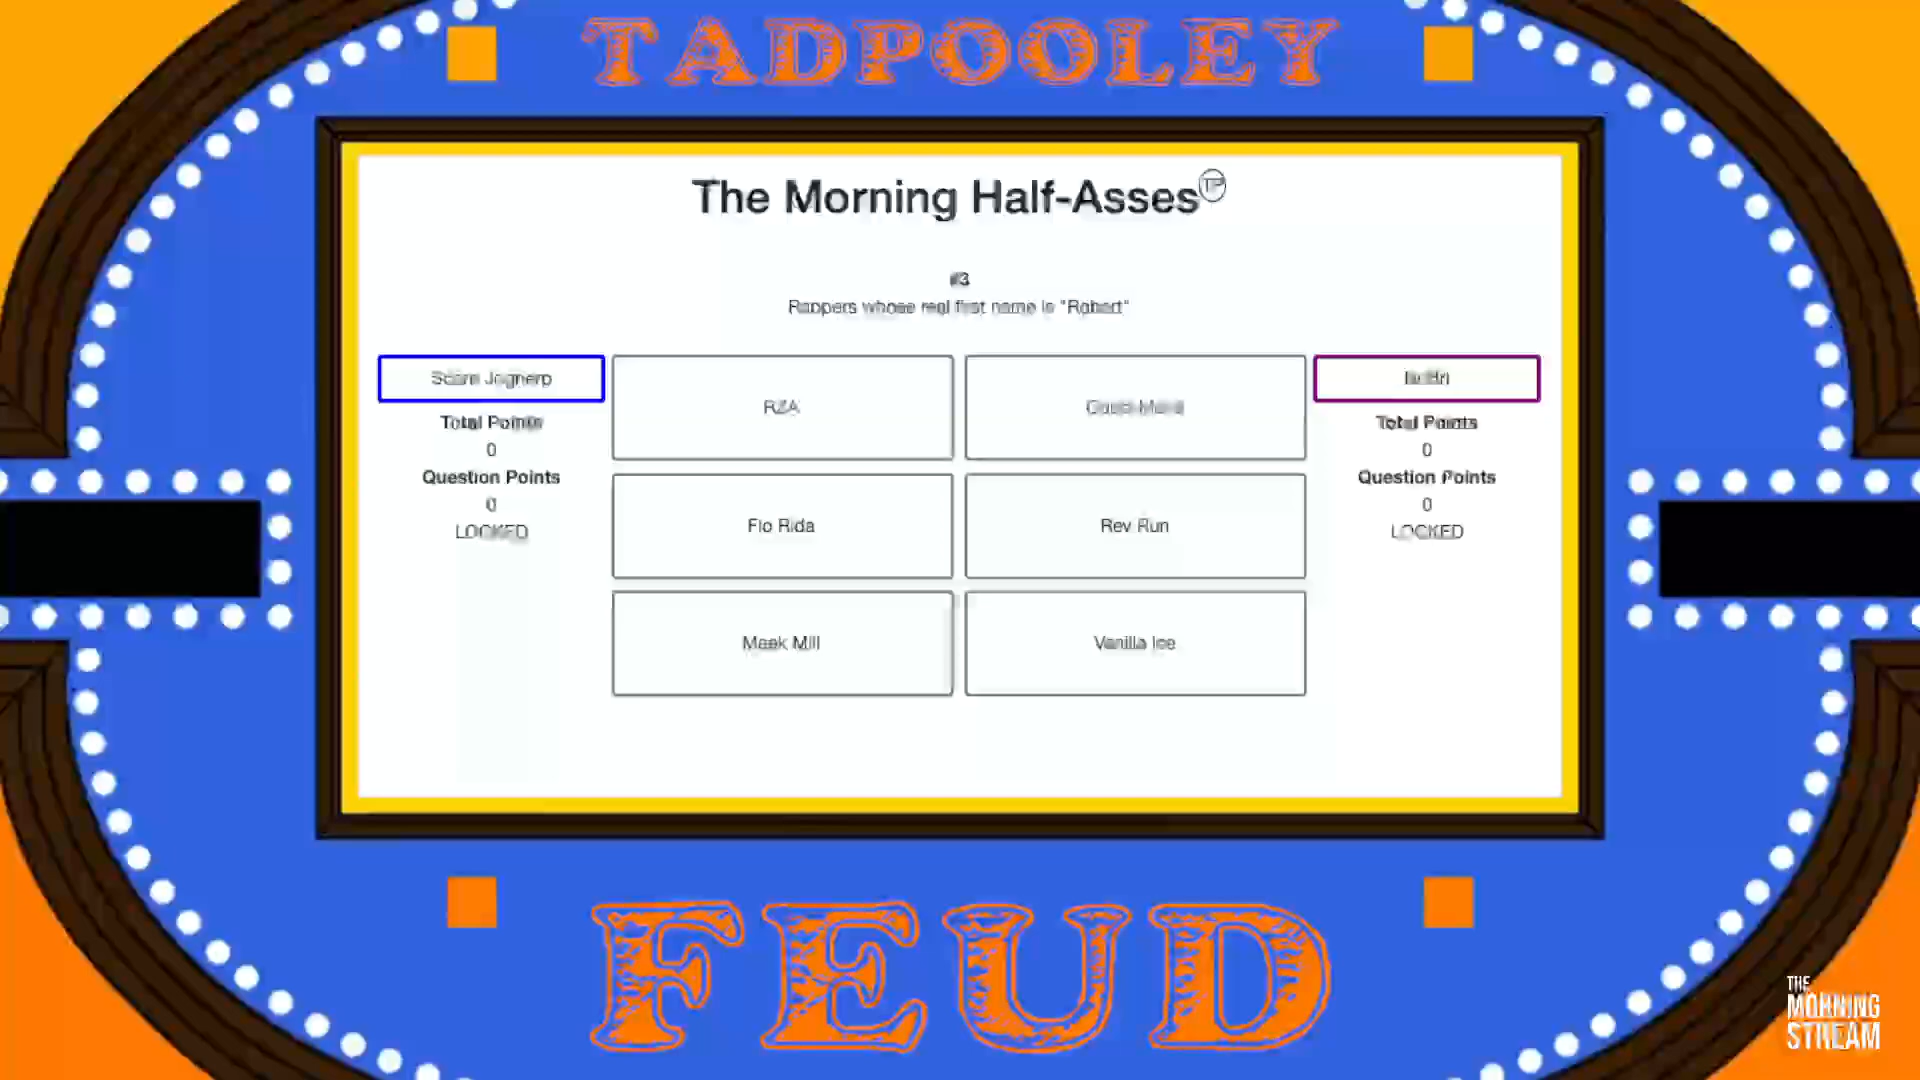 TADPOOLEY
The Morning Half-Asses TP
#3
Rappers whose real first name is "Robert"
Total Points
0
Question Points
0
LOCKED
RZA
Flo Rida
Rev Run
Meek Mill
Vanilla Ice
Total Points
0
Question Points
0
LOCKED
FEUD
THE
MORNING
STREAM